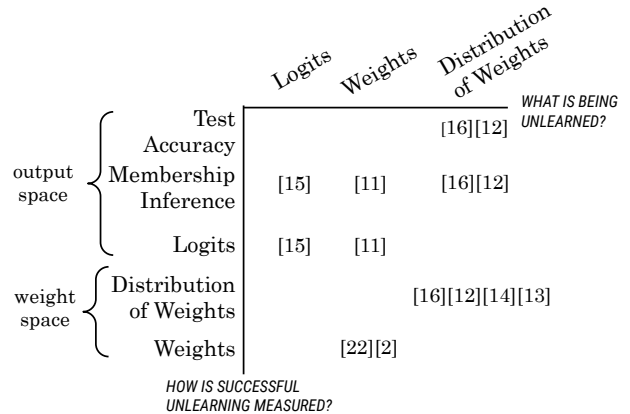 Logits
Weights
Distribution
of Weights
WHAT IS BEING
UNLEARNED?
output
space
Test
Accuracy
[16][12]
Membership
Inference
[15] [11] [16][12]
Logits [15] [11]
weight
space
Distribution
of Weights
[16][12][14][13]
Weights [22][2]
HOW IS SUCCESSFUL
UNLEARNING MEASURED?